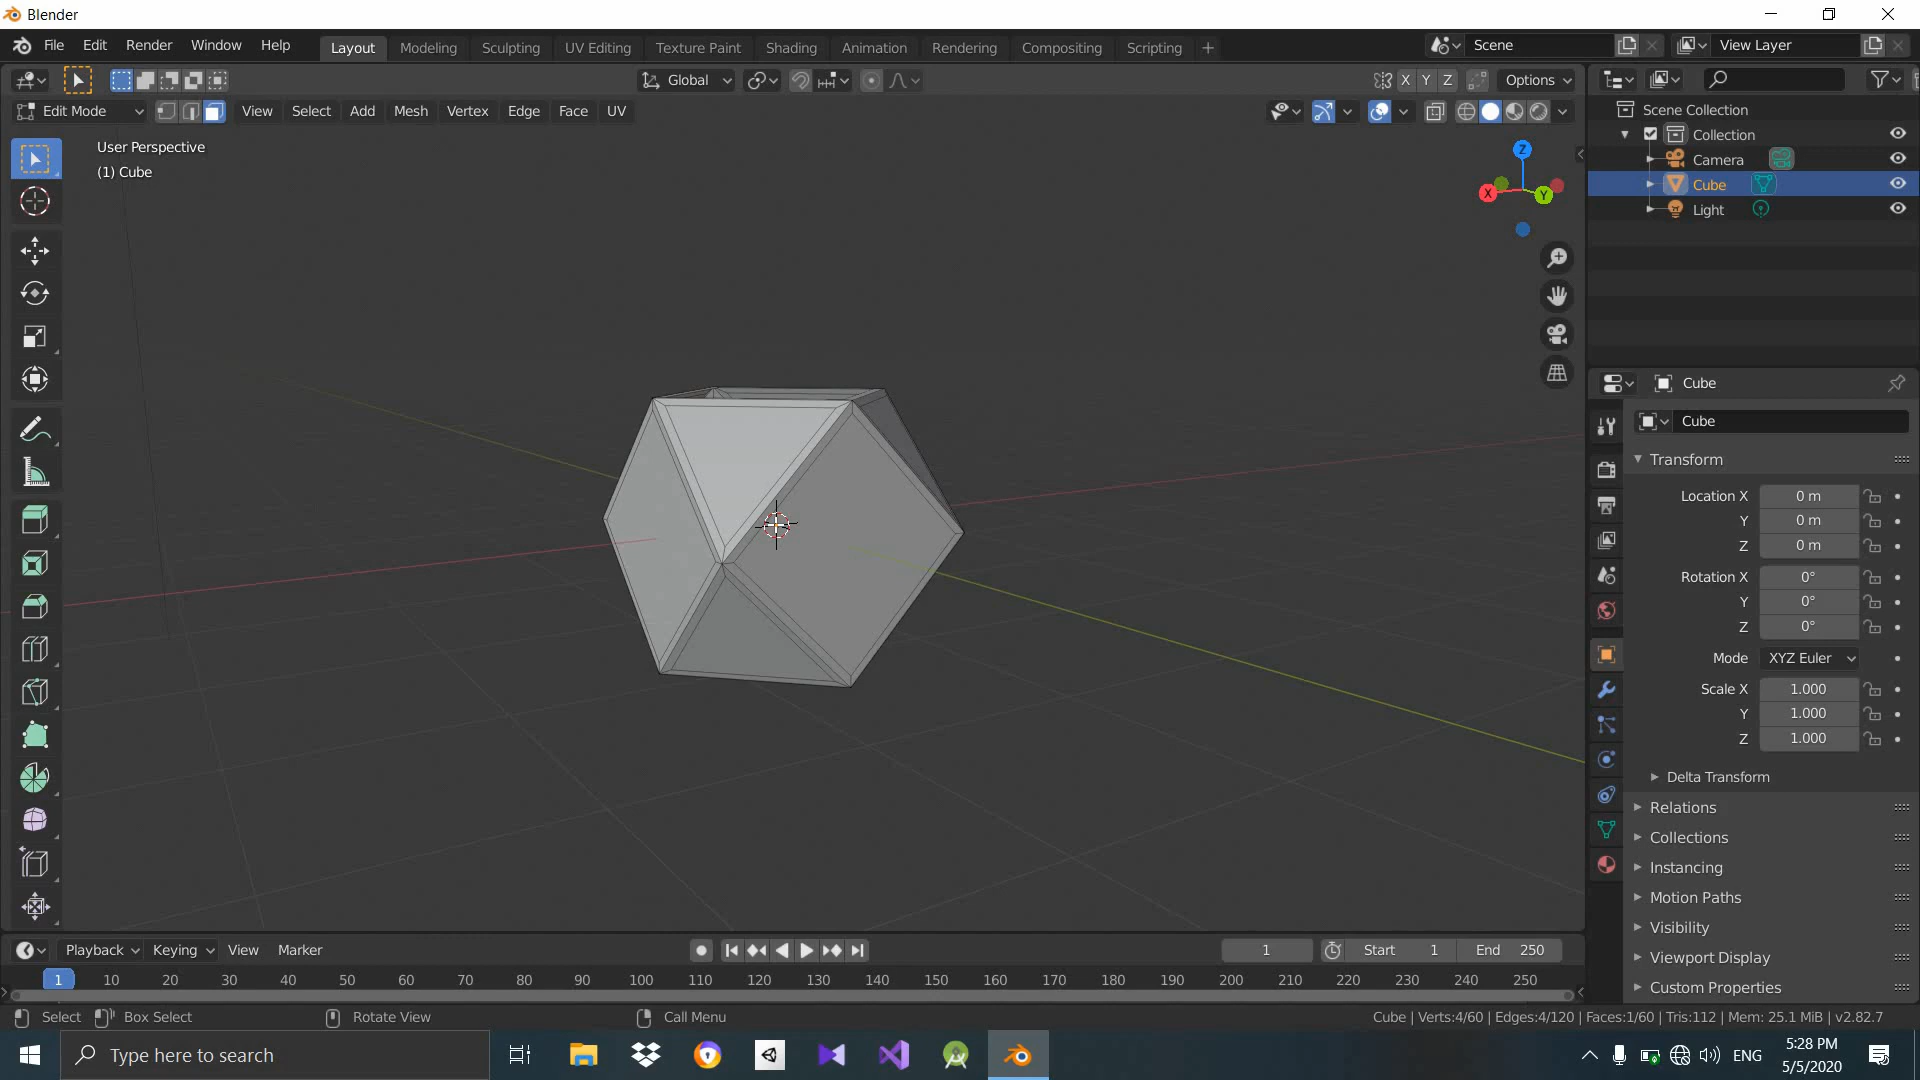 Blender
File Edit Render Window Help Layout Modeling Sculpting UV Editing Texture Paint Shading Animation Rendering Compositing Scripting + Scene View Layer
Global X Y Z Options
Edit Mode View Select Add Mesh Vertex Edge Face UV
User Perspective
(1) Cube
Z
X
Y
Scene Collection
Collection
Camera
Cube
Light
Cube
Cube
Transform
Location X 0 m
Y 0 m
Z 0 m
Rotation X 0°
Y 0°
Z 0°
Mode XYZ Euler
Scale X 1.000
Y 1.000
Z 1.000
Delta Transform
Relations
Collections
Instancing
Motion Paths
Visibility
Viewport Display
Custom Properties
Playback Keying View Marker 1 Start 1 End 250
1 10 20 30 40 50 60 70 80 90 100 110 120 130 140 150 160 170 180 190 200 210 220 230 240 250
Select Box Select Rotate View Call Menu Cube | Verts:4/60 | Edges:4/120 | Faces:1/60 | Tris:112 | Mem: 25.1 MiB | v2.82.7
Type here to search ENG 5:28 PM
5/5/2020